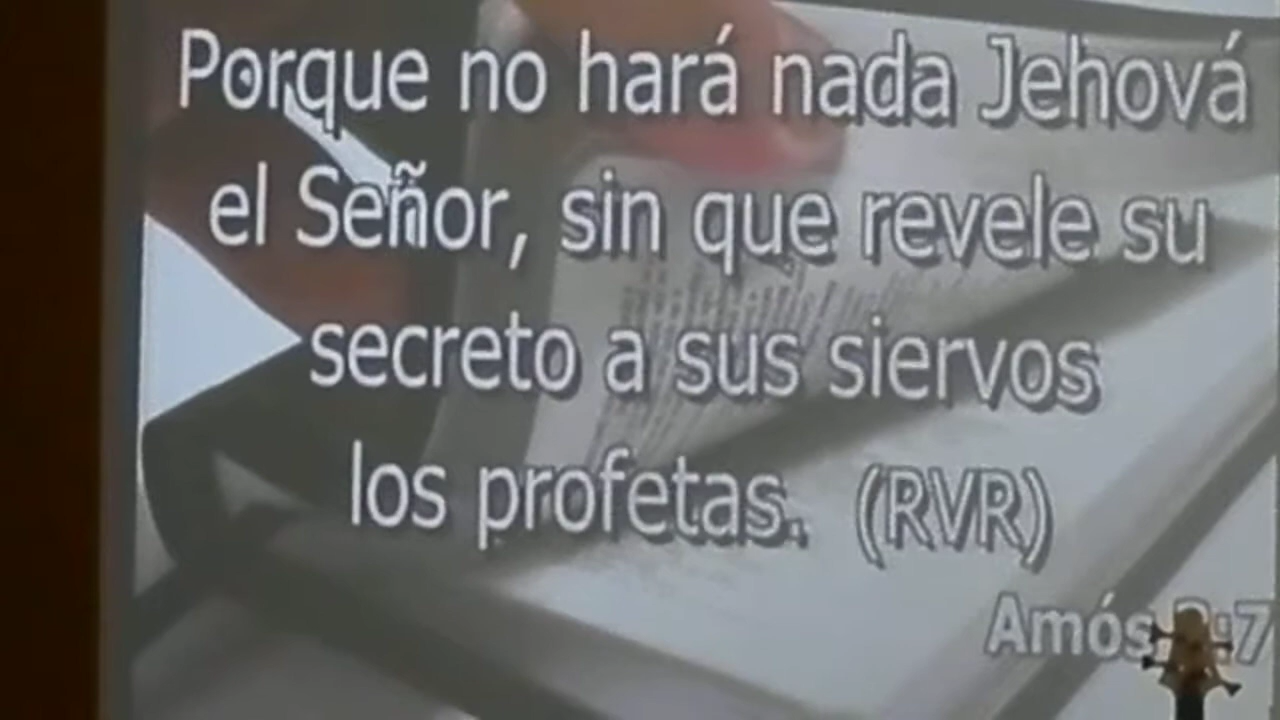 Porque no hará nada Jehová
el Señor, sin que revele su
secreto a sus siervos
los profetas. (RVR)
Amós